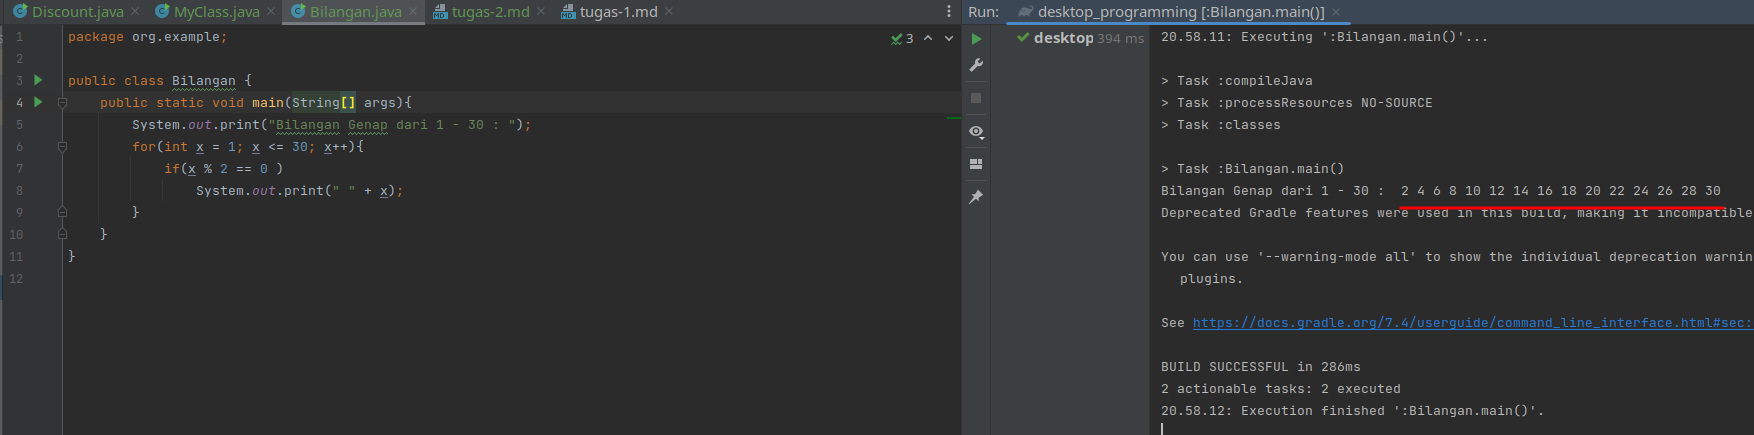 Discount.java MyClass.java Bilangan.java tugas-2.md tugas-1.md
1 package org.example;
2
3 public class Bilangan {
4 public static void main(String[] args){
5 System.out.print("Bilangan Genap dari 1 - 30 : ");
6 for(int x = 1; x <= 30; x++){
7 if(x % 2 == 0 )
8 System.out.print(" " + x);
9 }
10 }
11 }
12
3
Run: desktop_programming [:Bilangan.main()]
desktop 394 ms
20.58.11: Executing ':Bilangan.main()'...
> Task :compileJava
> Task :processResources NO-SOURCE
> Task :classes
> Task :Bilangan.main()
Bilangan Genap dari 1 - 30 :  2 4 6 8 10 12 14 16 18 20 22 24 26 28 30
Deprecated Gradle features were used in this build, making it incompatible
You can use '--warning-mode all' to show the individual deprecation warnin
plugins.
See https://docs.gradle.org/7.4/userguide/command_line_interface.html#sec:
BUILD SUCCESSFUL in 286ms
2 actionable tasks: 2 executed
20.58.12: Execution finished ':Bilangan.main()'.